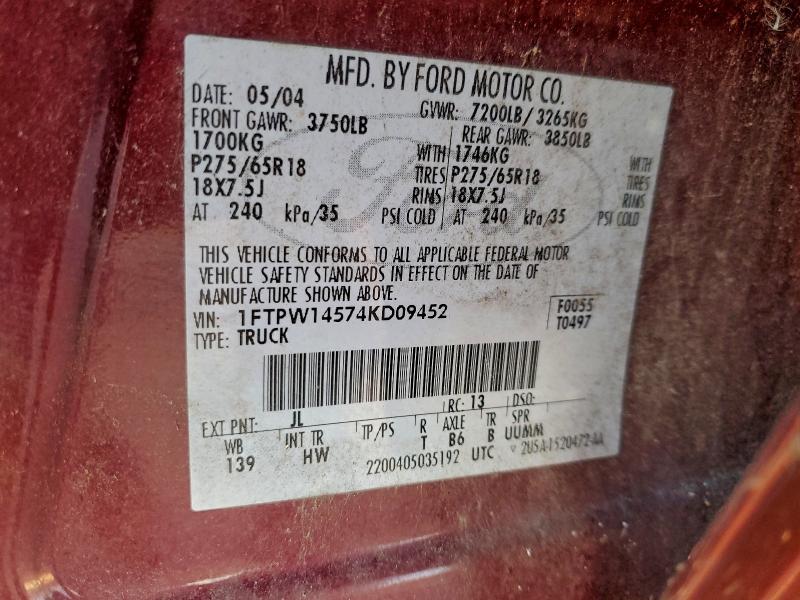 MFD. BY FORD MOTOR CO.
DATE: 05/04 GVWR: 7200LB/ 3265KG
FRONT GAWR: 3750LB REAR GAWR: 3850LB
1700KG WITH 1746KG WITH
P275/65R18 TIRES P275/65R18 TIRES
18X7.5J RIMS 18X7.5J RIMS
AT 240 kPa/35 PSI COLD AT 240 kPa/35 PSI COLD
THIS VEHICLE CONFORMS TO ALL APPLICABLE FEDERAL MOTOR
VEHICLE SAFETY STANDARDS IN EFFECT ON THE DATE OF
MANUFACTURE SHOWN ABOVE.
VIN: 1FTPW14574KD09452 F0055
TYPE: TRUCK T0497
EXT PNT: JL RC: 13 DSO:
WB INT TR TP/PS R AXLE TR SPR
139 HW T B6 B UUMM
2200405035192 UTC 2U5A-1520472-AA
Ford